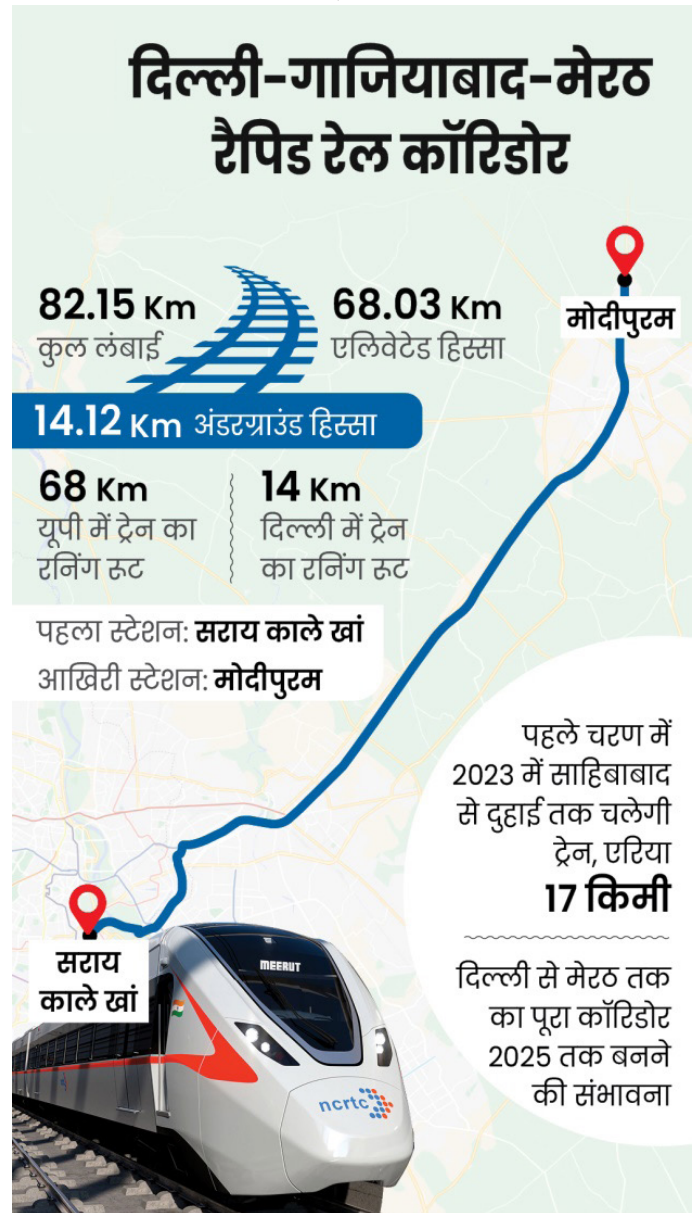 दिल्ली-गाजियाबाद-मेरठ
रैपिड रेल कॉरिडोर
82.15 Km
कुल लंबाई
68.03 Km
एलिवेटेड हिस्सा
मोदीपुरम
14.12 Km अंडरग्राउंड हिस्सा
68 Km
यूपी में ट्रेन का
रनिंग रूट
14 Km
दिल्ली में ट्रेन
का रनिंग रूट
पहला स्टेशन: सराय काले खां
आखिरी स्टेशन: मोदीपुरम
पहले चरण में
2023 में साहिबाबाद
से दुहाई तक चलेगी
ट्रेन, एरिया
17 किमी
दिल्ली से मेरठ तक
का पूरा कॉरिडोर
2025 तक बनने
की संभावना
सराय
काले खां
MEERUT
ncrtc